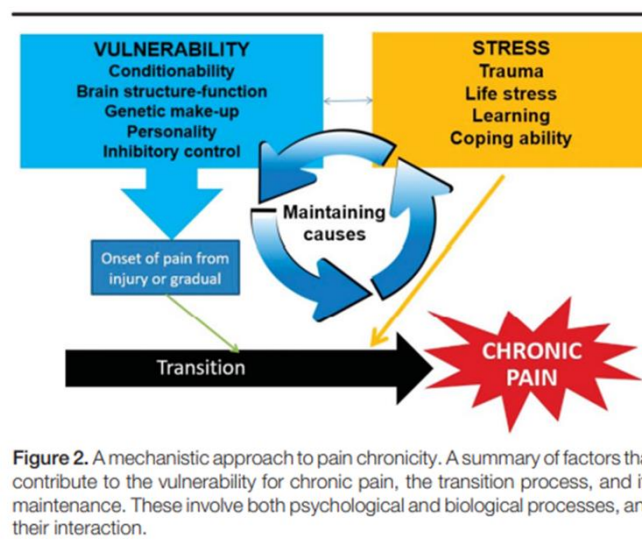 VULNERABILITY
Conditionability
Brain structure-function
Genetic make-up
Personality
Inhibitory control
STRESS
Trauma
Life stress
Learning
Coping ability
Maintaining
causes
Onset of pain from
injury or gradual
Transition
CHRONIC
PAIN
Figure 2. A mechanistic approach to pain chronicity. A summary of factors tha
contribute to the vulnerability for chronic pain, the transition process, and i
maintenance. These involve both psychological and biological processes, an
their interaction.